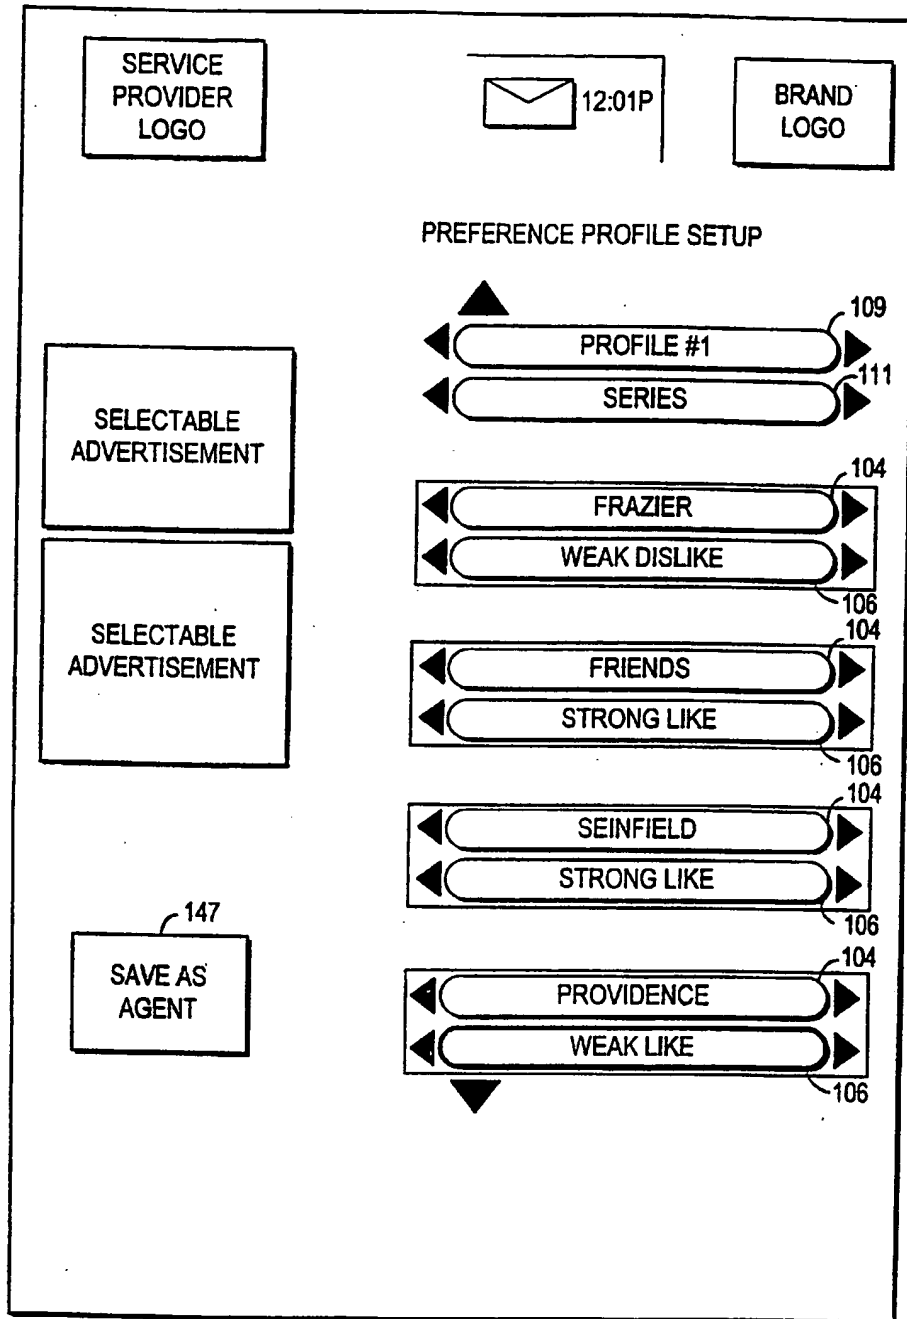 SERVICE
PROVIDER
LOGO
12:01P
BRAND
LOGO
PREFERENCE PROFILE SETUP
109
PROFILE #1
111
SERIES
SELECTABLE
ADVERTISEMENT
SELECTABLE
ADVERTISEMENT
104
FRAZIER
WEAK DISLIKE
106
104
FRIENDS
STRONG LIKE
106
104
SEINFIELD
STRONG LIKE
106
147
SAVE AS
AGENT
104
PROVIDENCE
WEAK LIKE
106